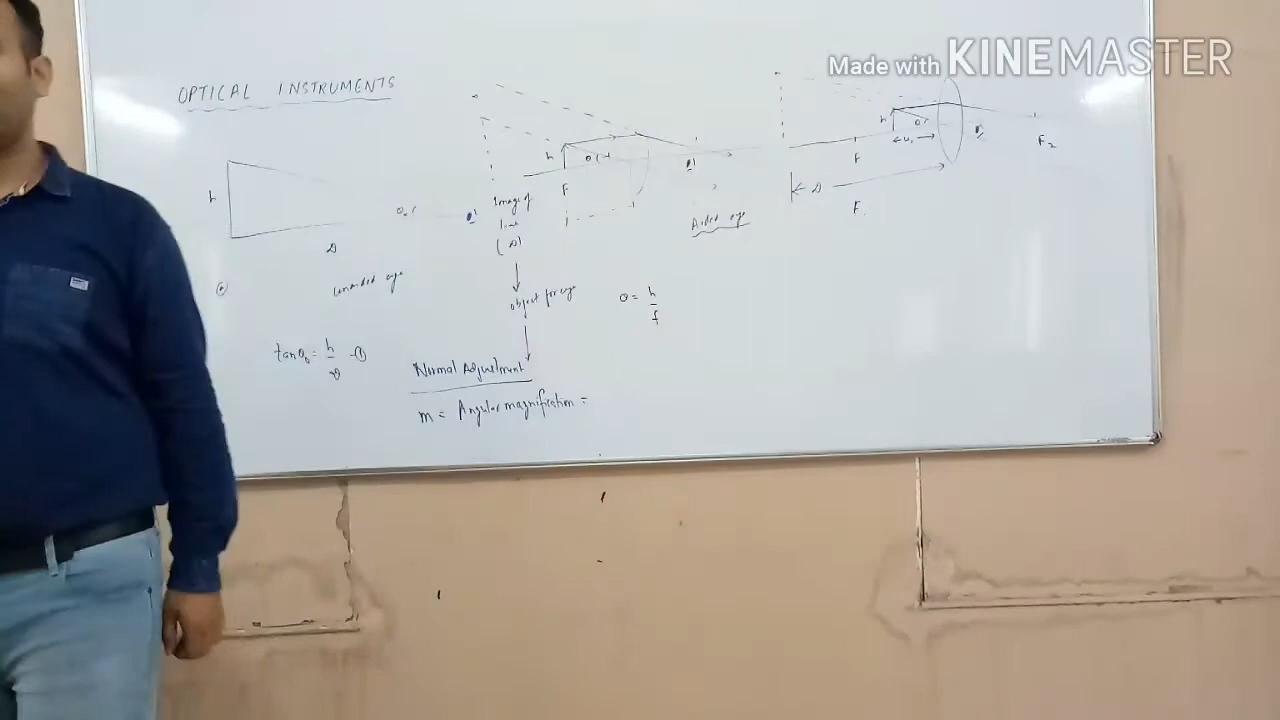 Made with KINEMASTER
OPTICAL INSTRUMENTS
h
D
unaided eye
tanθ₀ = h/D -①
h
F
Image of
(D)
object for eye
Normal Adjustment
m = Angular magnification =
Aided eye
θ = h/f
h
F
F₂
D
F